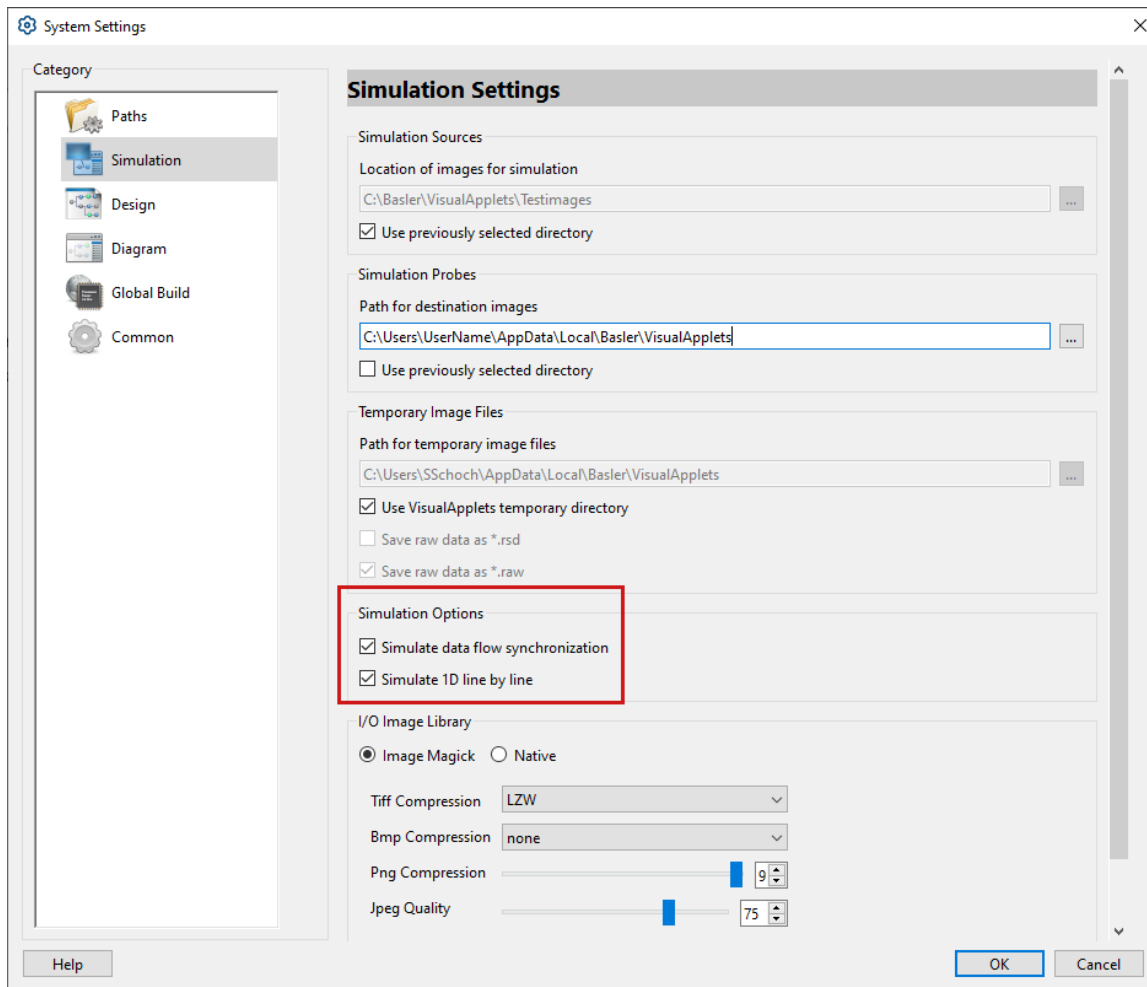 System Settings
Category
Paths
Simulation
Design
Diagram
Global Build
Common
Simulation Settings
Simulation Sources
Location of images for simulation
C:\Basler\VisualApplets\Testimages
...
Use previously selected directory
Simulation Probes
Path for destination images
C:\Users\UserName\AppData\Local\Basler\VisualApplets
...
Use previously selected directory
Temporary Image Files
Path for temporary image files
C:\Users\SSchoch\AppData\Local\Basler\VisualApplets
...
Use VisualApplets temporary directory
Save raw data as *.rsd
Save raw data as *.raw
Simulation Options
Simulate data flow synchronization
Simulate 1D line by line
I/O Image Library
Image Magick Native
Tiff Compression LZW
Bmp Compression none
Png Compression 9
Jpeg Quality 75
Help OK Cancel